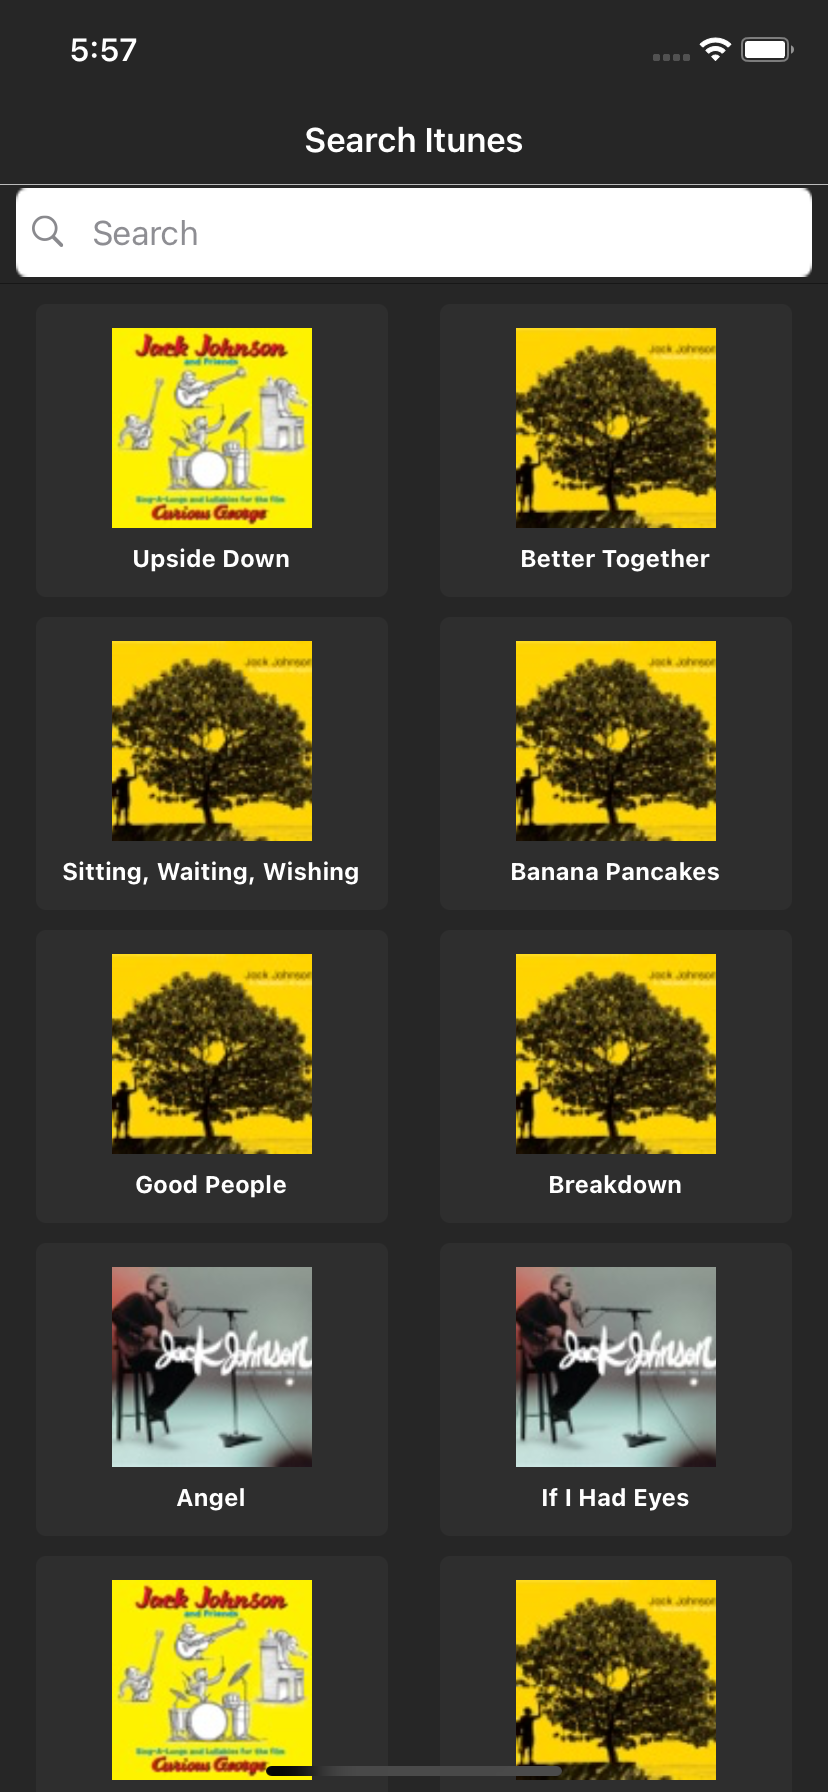 5:57
Search Itunes
Search
Jack Johnson
and Friends
Sing-A-Longs and Lullabies for the film
Curious George
Jack Johnson
Upside Down
Better Together
Jack Johnson
Jack Johnson
Sitting, Waiting, Wishing
Banana Pancakes
Jack Johnson
Jack Johnson
Good People
Breakdown
Jack Johnson
Jack Johnson
Angel
If I Had Eyes
Jack Johnson
and Friends
Sing-A-Longs and Lullabies for the film
Curious George
Jack Johnson